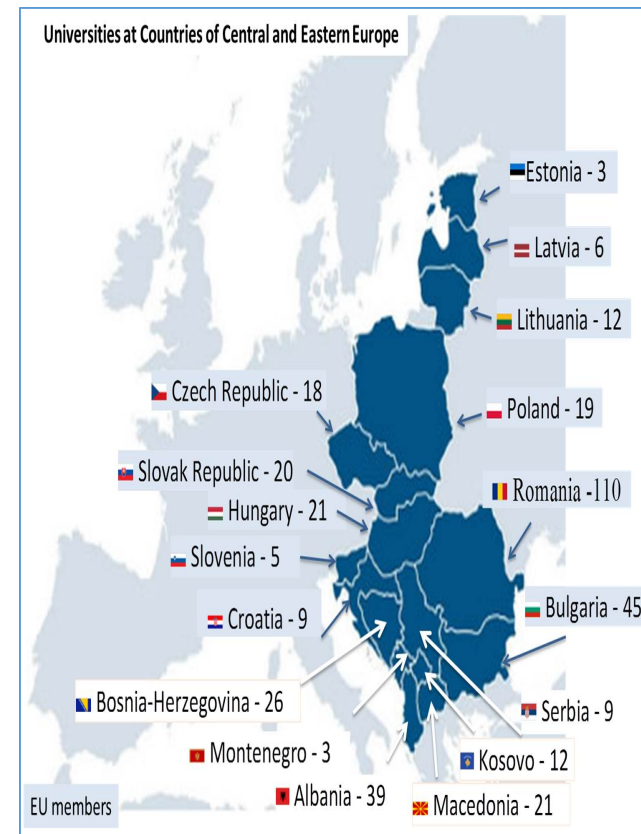 Universities at Countries of Central and Eastern Europe
Estonia - 3
Latvia - 6
Lithuania - 12
Czech Republic - 18
Poland - 19
Slovak Republic - 20
Romania -110
Hungary - 21
Slovenia - 5
Bulgaria - 45
Croatia - 9
Bosnia-Herzegovina - 26
Serbia - 9
Montenegro - 3
Kosovo - 12
Albania - 39
Macedonia - 21
EU members